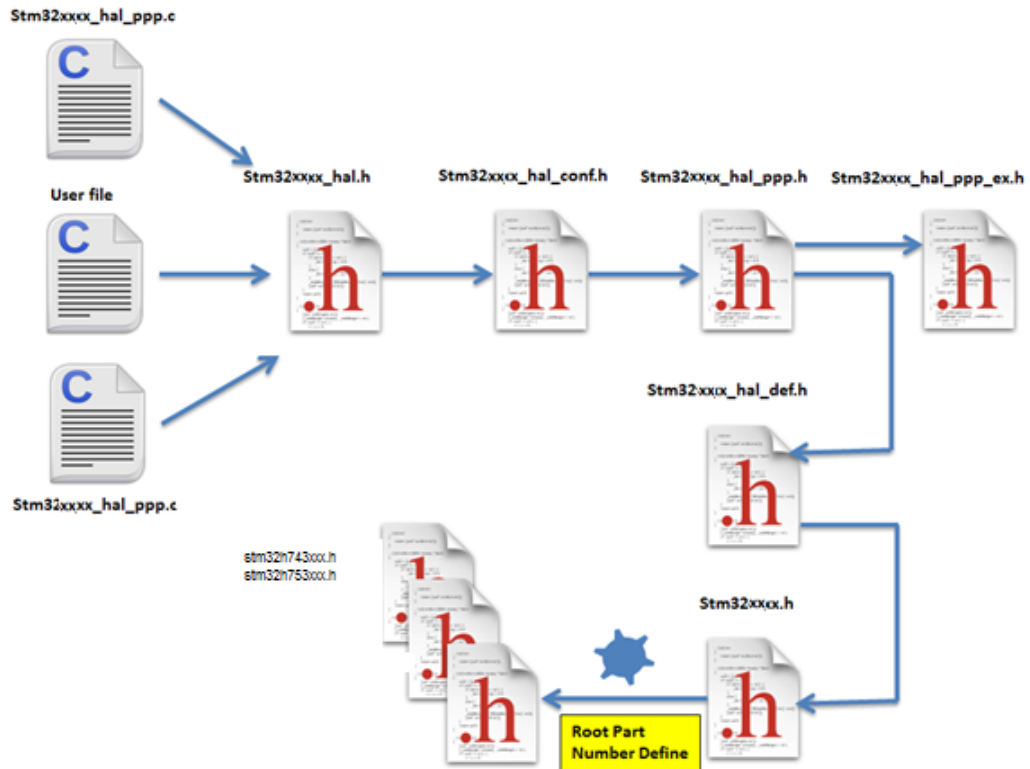 Stm32xxxx_hal_ppp.c
C
User file
C
Stm32xxxx_hal.h
Stm32xxxx_hal_conf.h
Stm32xxxx_hal_ppp.h
Stm32xxxx_hal_ppp_ex.h
.h
.h
.h
.h
C
Stm32xxxx_hal_ppp.c
Stm32xxxx_hal_def.h
.h
stm32h743xxx.h
stm32h753xxx.h
.h
.h
.h
Stm32xxxx.h
.h
Root Part
Number Define